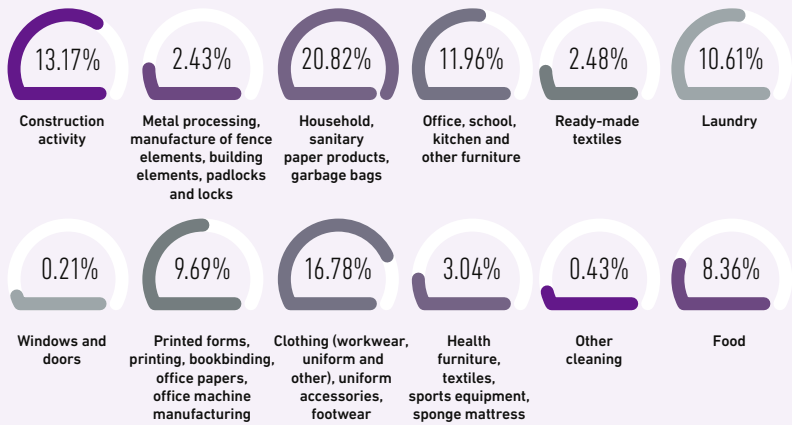 13.17%
Construction
activity
2.43%
Metal processing,
manufacture of fence
elements, building
elements, padlocks
and locks
20.82%
Household,
sanitary
paper products,
garbage bags
11.96%
Office, school,
kitchen and
other furniture
2.48%
Ready-made
textiles
10.61%
Laundry
0.21%
Windows and
doors
9.69%
Printed forms,
printing, bookbinding,
office papers,
office machine
manufacturing
16.78%
Clothing (workwear,
uniform and
other), uniform
accessories,
footwear
3.04%
Health
furniture,
textiles,
sports equipment,
sponge mattress
0.43%
Other
cleaning
8.36%
Food